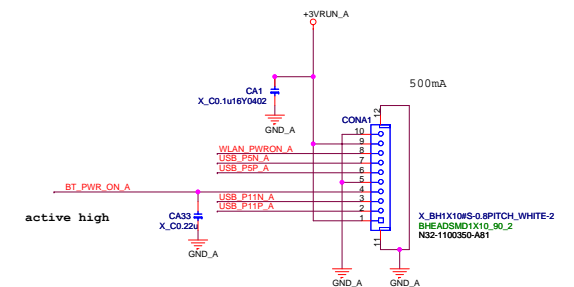 +3VRUN_A
CA1
X_C0.1u16Y0402
GND_A
500mA
CONA1
12
10
9
8
7
6
5
4
3
2
1
11
WLAN_PWRON_A
USB_P5N_A
USB_P5P_A
BT_PWR_ON_A
USB_P11N_A
USB_P11P_A
active high
CA33
X_C0.22u
GND_A
X_BH1X10#S-0.8PITCH_WHITE-2
BHEADSMD1X10_90_2
N32-1100350-A81
GND_A
GND_A